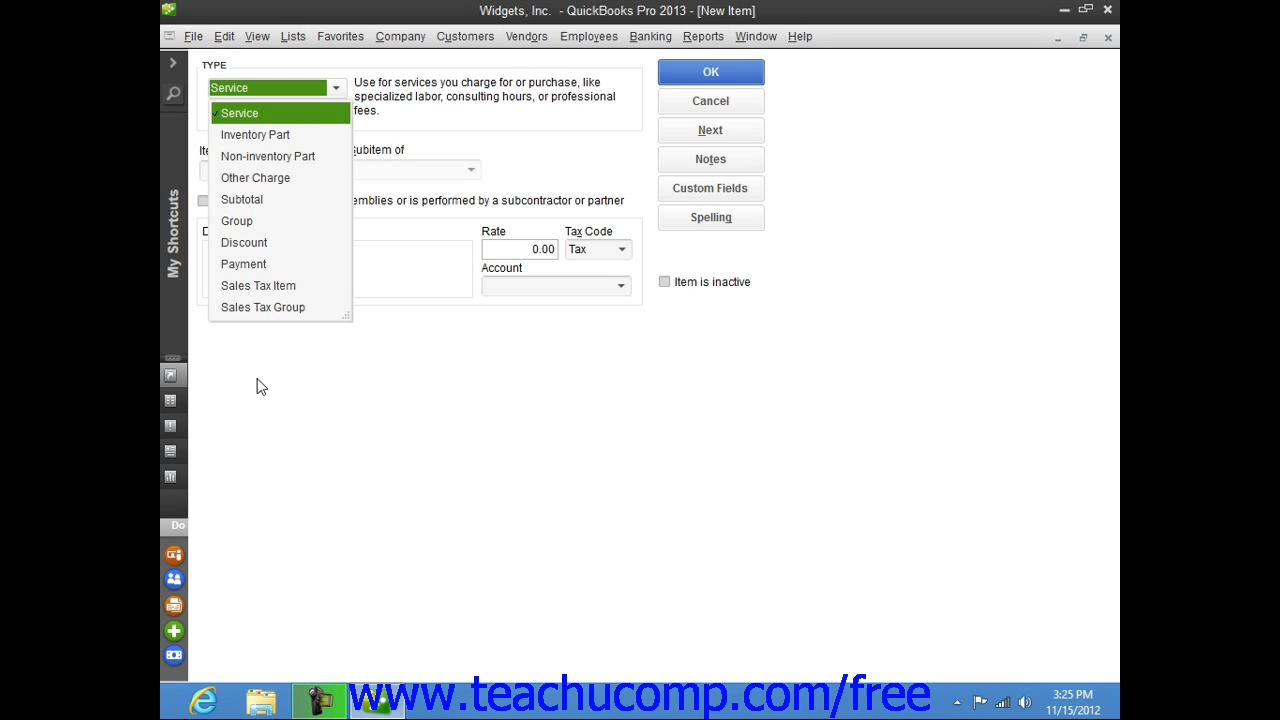 Widgets, Inc. - QuickBooks Pro 2013 - [New Item]
File Edit View Lists Favorites Company Customers Vendors Employees Banking Reports Window Help
TYPE
Service
Use for services you charge for or purchase, like
specialized labor, consulting hours, or professional
fees.
Service
Inventory Part
Non-inventory Part
Other Charge
Subtotal
Group
Discount
Payment
Sales Tax Item
Sales Tax Group
Subitem of
emblies or is performed by a subcontractor or partner
Rate
Tax Code
0.00
Tax
Account
OK
Cancel
Next
Notes
Custom Fields
Spelling
Item is inactive
My Shortcuts
Do
www.teachucomp.com/free
3:25 PM
11/15/2012